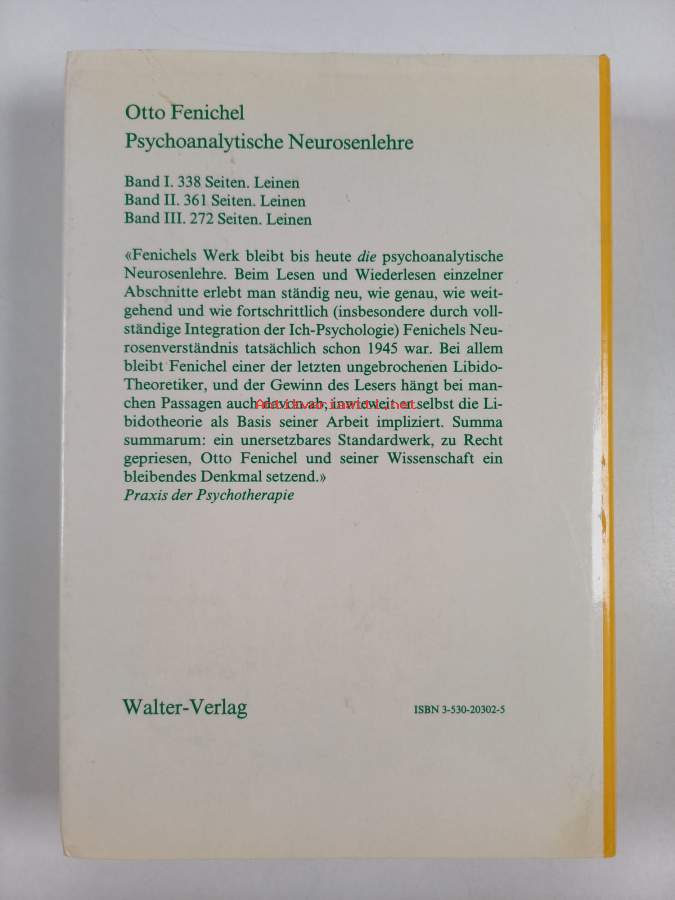 Otto Fenichel
Psychoanalytische Neurosenlehre
Band I. 338 Seiten. Leinen
Band II. 361 Seiten. Leinen
Band III. 272 Seiten. Leinen
«Fenichels Werk bleibt bis heute die psychoanalytische
Neurosenlehre. Beim Lesen und Wiederlesen einzelner
Abschnitte erlebt man ständig neu, wie genau, wie weit-
gehend und wie fortschrittlich (insbesondere durch voll-
ständige Integration der Ich-Psychologie) Fenichels Neu-
rosenverständnis tatsächlich schon 1945 war. Bei allem
bleibt Fenichel einer der letzten ungebrochenen Libido-
Theoretiker, und der Gewinn des Lesers hängt bei man-
chen Passagen auch davon ab, inwieweit er selbst die Li-
bidotheorie als Basis seiner Arbeit impliziert. Summa
summarum: ein unersetzbares Standardwerk, zu Recht
gepriesen, Otto Fenichel und seiner Wissenschaft ein
bleibendes Denkmal setzend.»
Praxis der Psychotherapie
Walter-Verlag
ISBN 3-530-20302-5